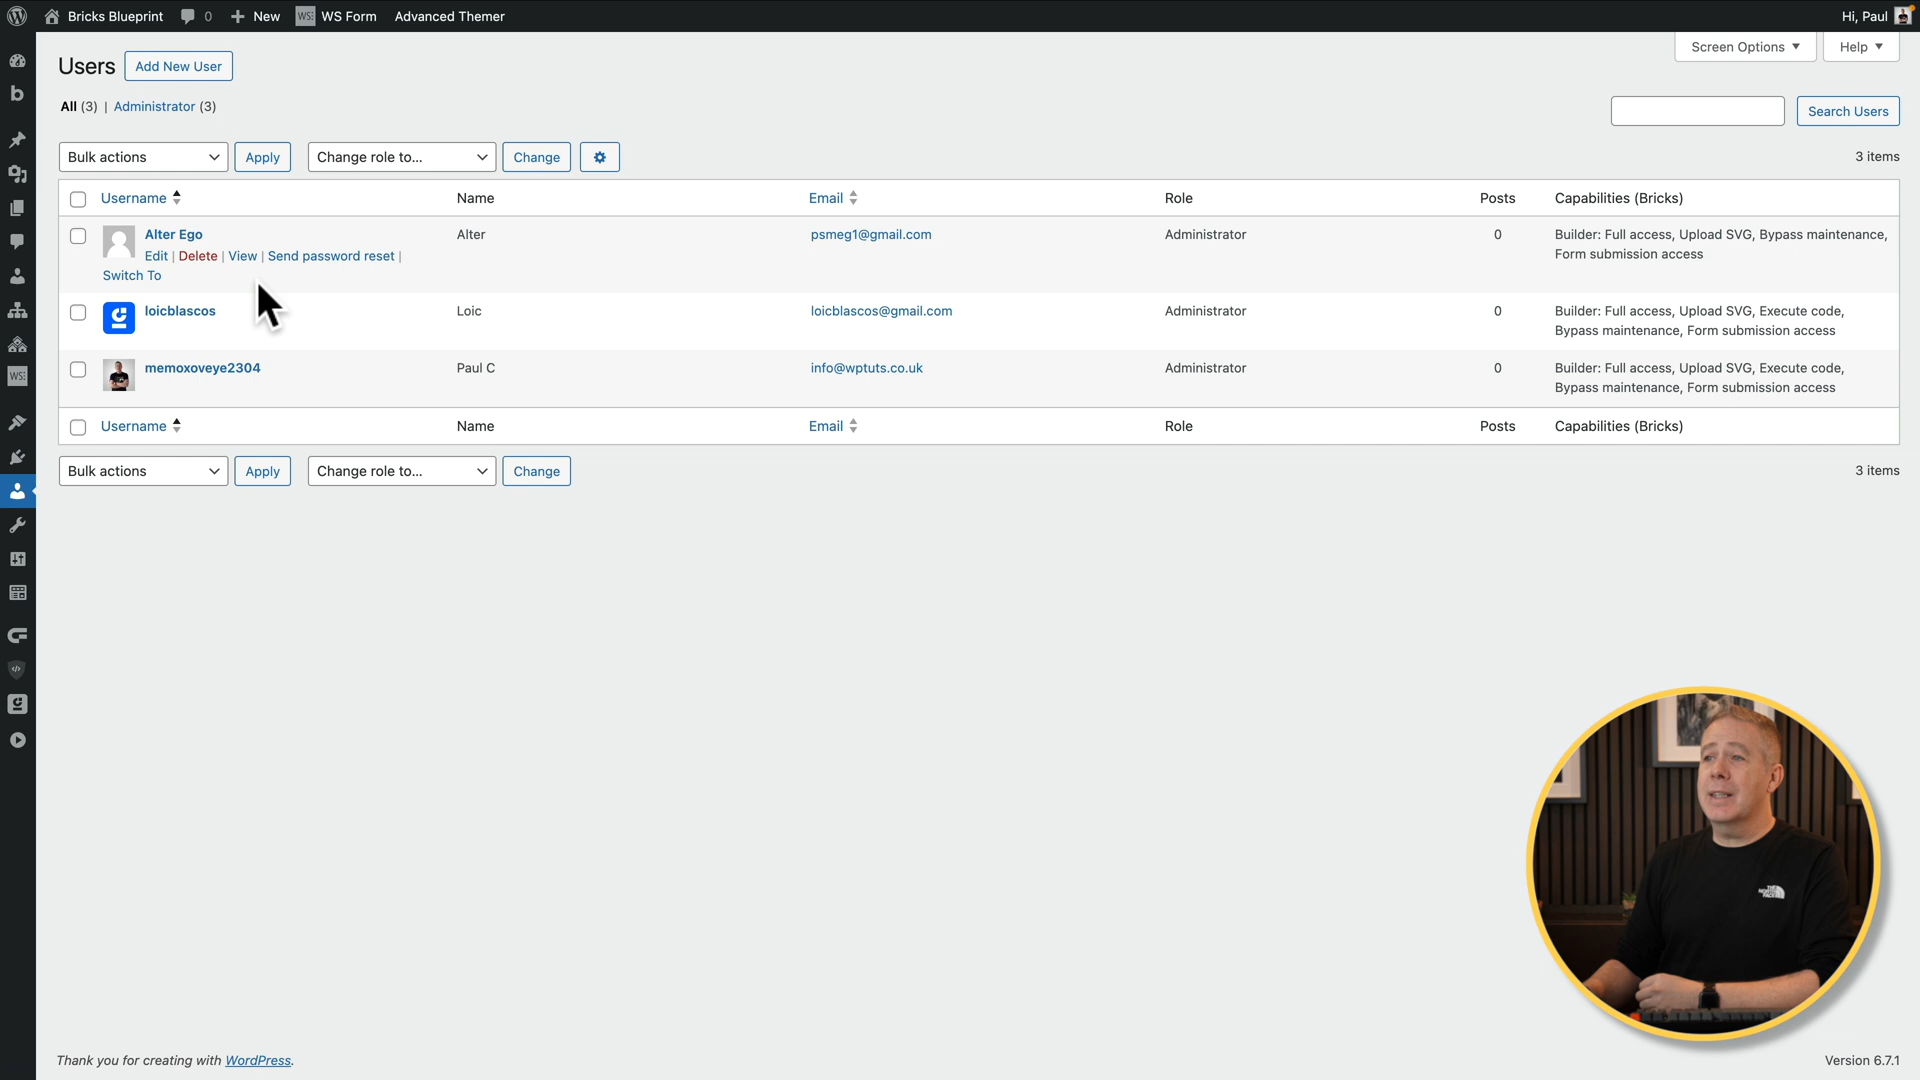 Bricks Blueprint 0 New WS Form Advanced Themer Hi, Paul
Screen Options Help
Users Add New User
All (3) | Administrator (3)
Search Users
Bulk actions Apply Change role to... Change 3 items
Username Name Email Role Posts Capabilities (Bricks)
Alter Ego Alter psmeg1@gmail.com Administrator 0 Builder: Full access, Upload SVG, Bypass maintenance,
Edit | Delete | View | Send password reset | Form submission access
Switch To
loicblascos Loic loicblascos@gmail.com Administrator 0 Builder: Full access, Upload SVG, Execute code,
Bypass maintenance, Form submission access
memoxoveye2304 Paul C info@wptuts.co.uk Administrator 0 Builder: Full access, Upload SVG, Execute code,
Bypass maintenance, Form submission access
Username Name Email Role Posts Capabilities (Bricks)
Bulk actions Apply Change role to... Change 3 items
THE NORTH FACE
Thank you for creating with WordPress. Version 6.7.1